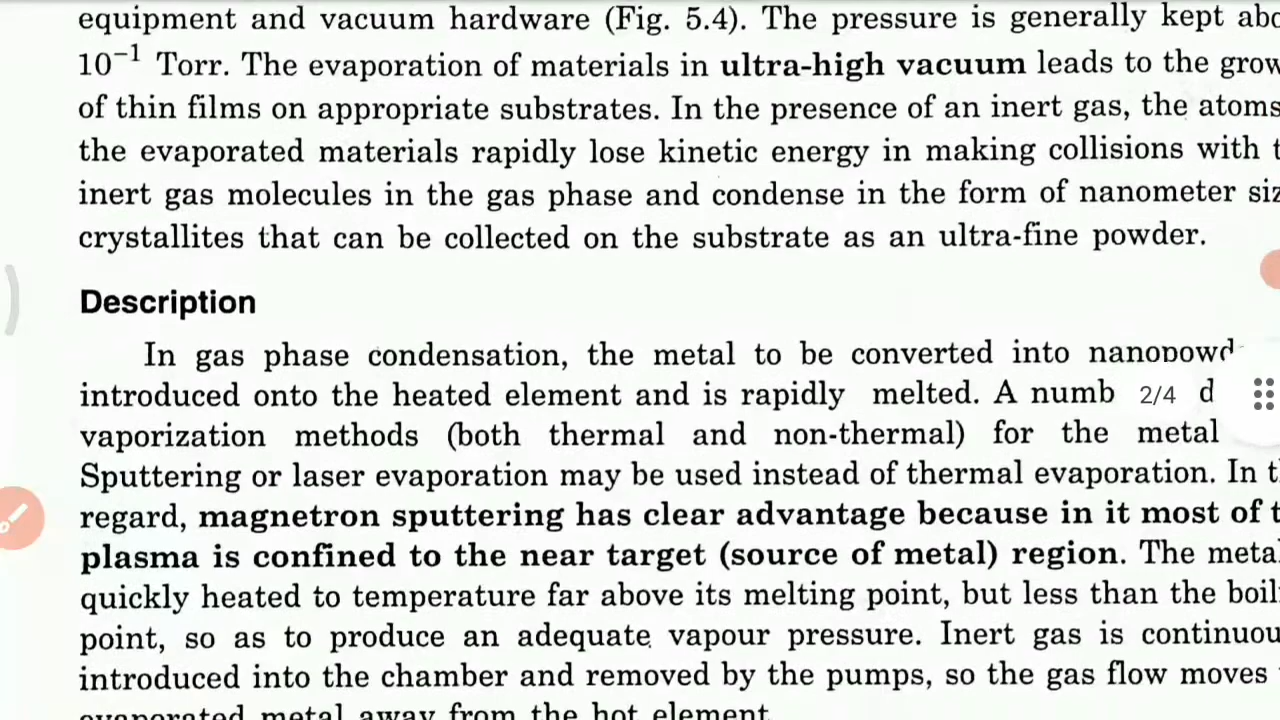 equipment and vacuum hardware (Fig. 5.4). The pressure is generally kept
10⁻¹ Torr. The evaporation of materials in ultra-high vacuum leads to the
of thin films on appropriate substrates. In the presence of an inert gas, the atoms
the evaporated materials rapidly lose kinetic energy in making collisions with
inert gas molecules in the gas phase and condense in the form of nanometer
crystallites that can be collected on the substrate as an ultra-fine powder.
Description
In gas phase condensation, the metal to be converted into
introduced onto the heated element and is rapidly melted. A numb 2/4 d
vaporization methods (both thermal and non-thermal) for the metal
Sputtering or laser evaporation may be used instead of thermal evaporation. In
regard, magnetron sputtering has clear advantage because in it most of
plasma is confined to the near target (source of metal) region. The metal
quickly heated to temperature far above its melting point, but less than the
point, so as to produce an adequate vapour pressure. Inert gas is
introduced into the chamber and removed by the pumps, so the gas flow moves
evaporated metal away from the hot element